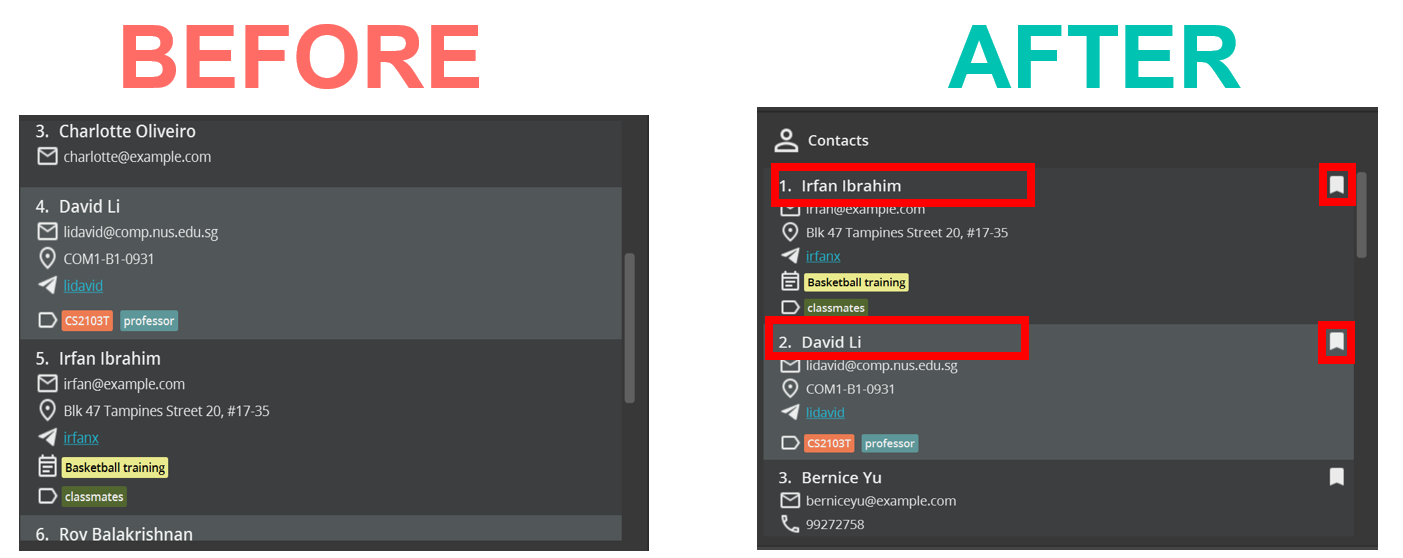 BEFORE
3. Charlotte Oliveiro
charlotte@example.com
4. David Li
lidavid@comp.nus.edu.sg
COM1-B1-0931
lidavid
CS2103T professor
5. Irfan Ibrahim
irfan@example.com
Blk 47 Tampines Street 20, #17-35
irfanx
Basketball training
classmates
6. Roy Balakrishnan
AFTER
Contacts
1. Irfan Ibrahim
irfan@example.com
Blk 47 Tampines Street 20, #17-35
irfanx
Basketball training
classmates
2. David Li
lidavid@comp.nus.edu.sg
COM1-B1-0931
lidavid
CS2103T professor
3. Bernice Yu
berniceyu@example.com
99272758